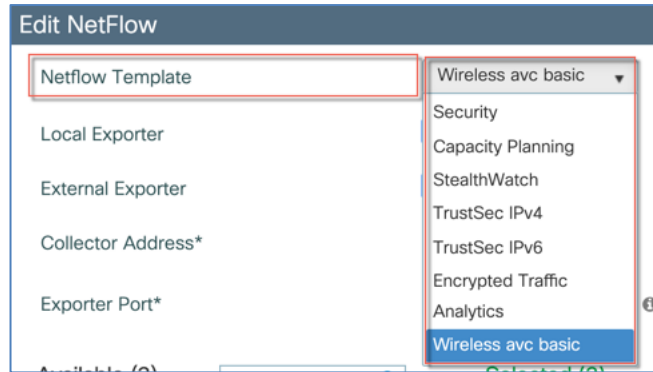 Edit NetFlow
Netflow Template
Wireless avc basic
Security
Local Exporter
Capacity Planning
External Exporter
StealthWatch
TrustSec IPv4
Collector Address*
TrustSec IPv6
Encrypted Traffic
Exporter Port*
Analytics
Wireless avc basic